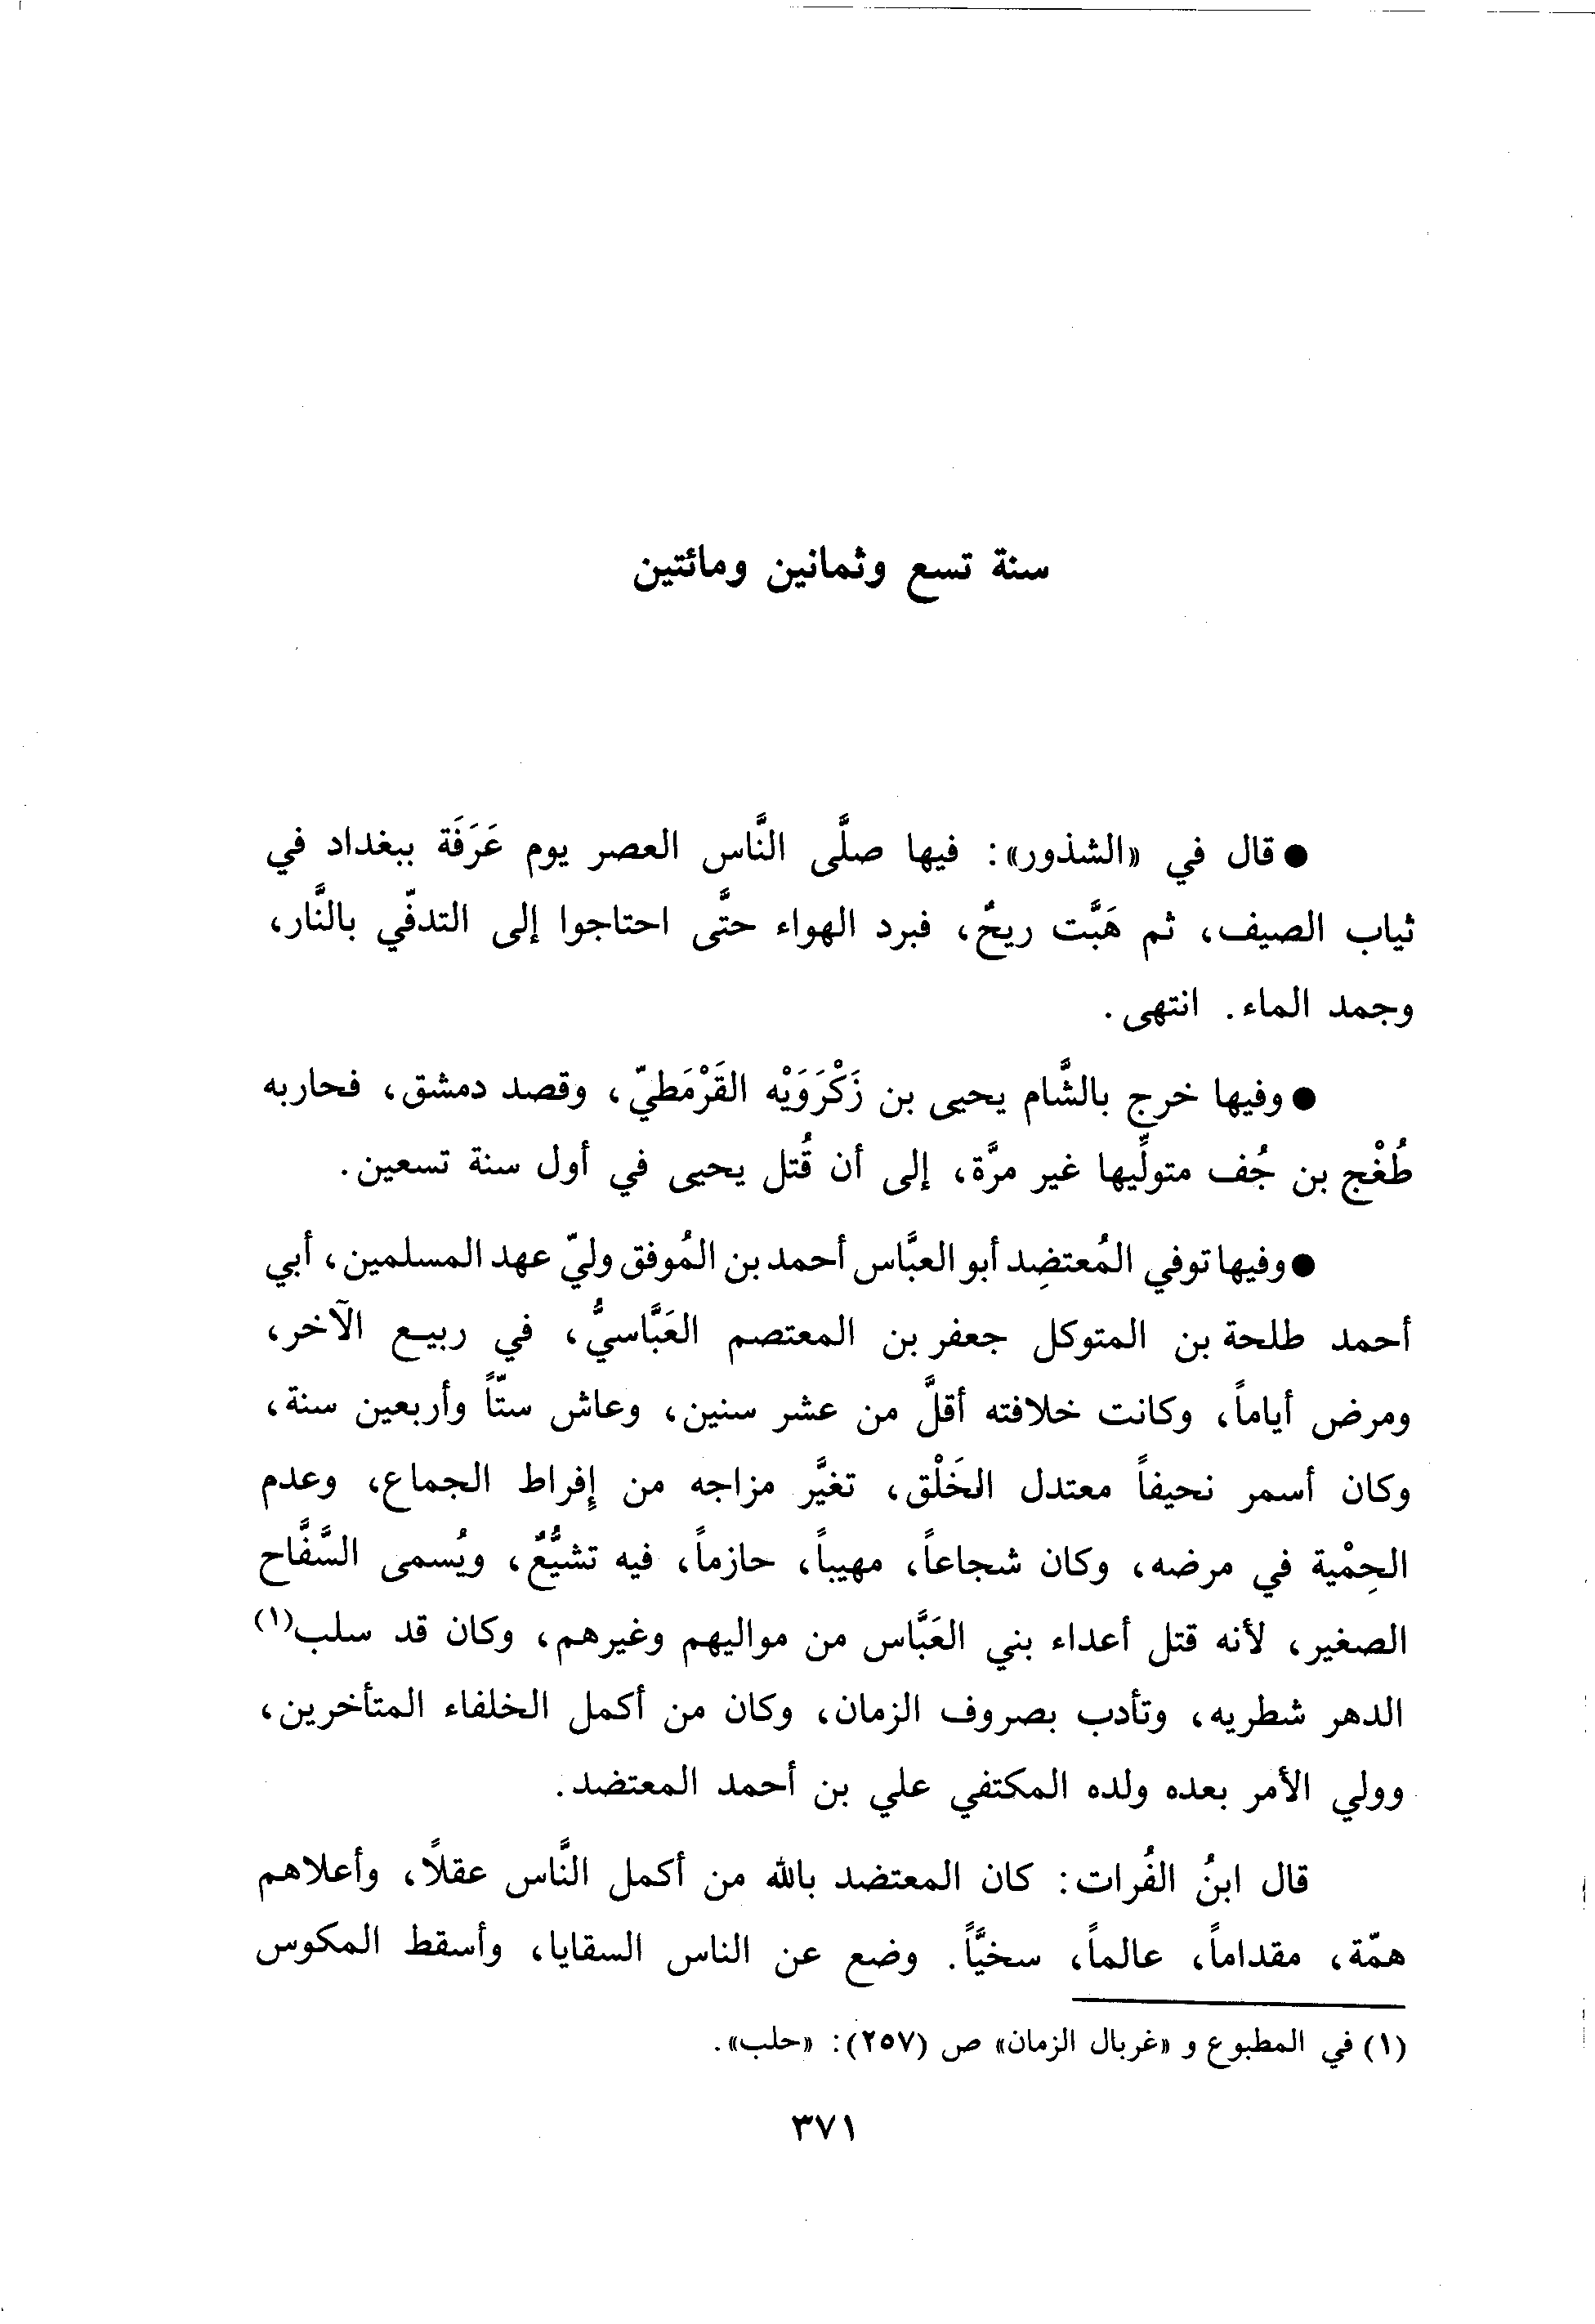 سنة تسع وثمانين ومائتين
● قال في «الشذور»: فيها صلَّى النَّاس العصر يوم عَرَفَة ببغداد في
ثياب الصيف، ثم هَبَّت ريحٌ، فبرد الهواء حتَّى احتاجوا إلى التدفّي بالنَّار،
وجمد الماء. انتهى.
● وفيها خرج بالشَّام يحيى بن زَكْرَوَيْه القَرْمَطيّ، وقصد دمشق، فحاربه
طُغْج بن جُف متولِّيها غير مرَّة، إلى أن قُتل يحيى في أول سنة تسعين.
● وفيها توفي المُعتضِد أبو العبَّاس أحمد بن المُوفق وليّ عهد المسلمين، أبي
أحمد طلحة بن المتوكل جعفر بن المعتصم العَبَّاسيُّ، في ربيع الآخر،
ومرض أياماً، وكانت خلافته أقلَّ من عشر سنين، وعاش ستّاً وأربعين سنة،
وكان أسمر نحيفاً معتدل الخَلْق، تغيَّر مزاجه من إِفراط الجماع، وعدم
الحِمْية في مرضه، وكان شجاعاً، مهيباً، حازماً، فيه تشيُّعٌ، ويُسمى السَّفَّاح
الصغير، لأنه قتل أعداء بني العَبَّاس من مواليهم وغيرهم، وكان قد سلب(١)
الدهر شطريه، وتأدب بصروف الزمان، وكان من أكمل الخلفاء المتأخرين،
وولي الأمر بعده ولده المكتفي علي بن أحمد المعتضد.
قال ابنُ الفُرات: كان المعتضد بالله من أكمل النَّاس عقلاً، وأعلاهم
همّة، مقداماً، عالماً، سخيَّاً. وضع عن الناس السقايا، وأسقط المكوس
(١) في المطبوع و «غربال الزمان» ص (٢٥٧): «حلب».
٣٧١